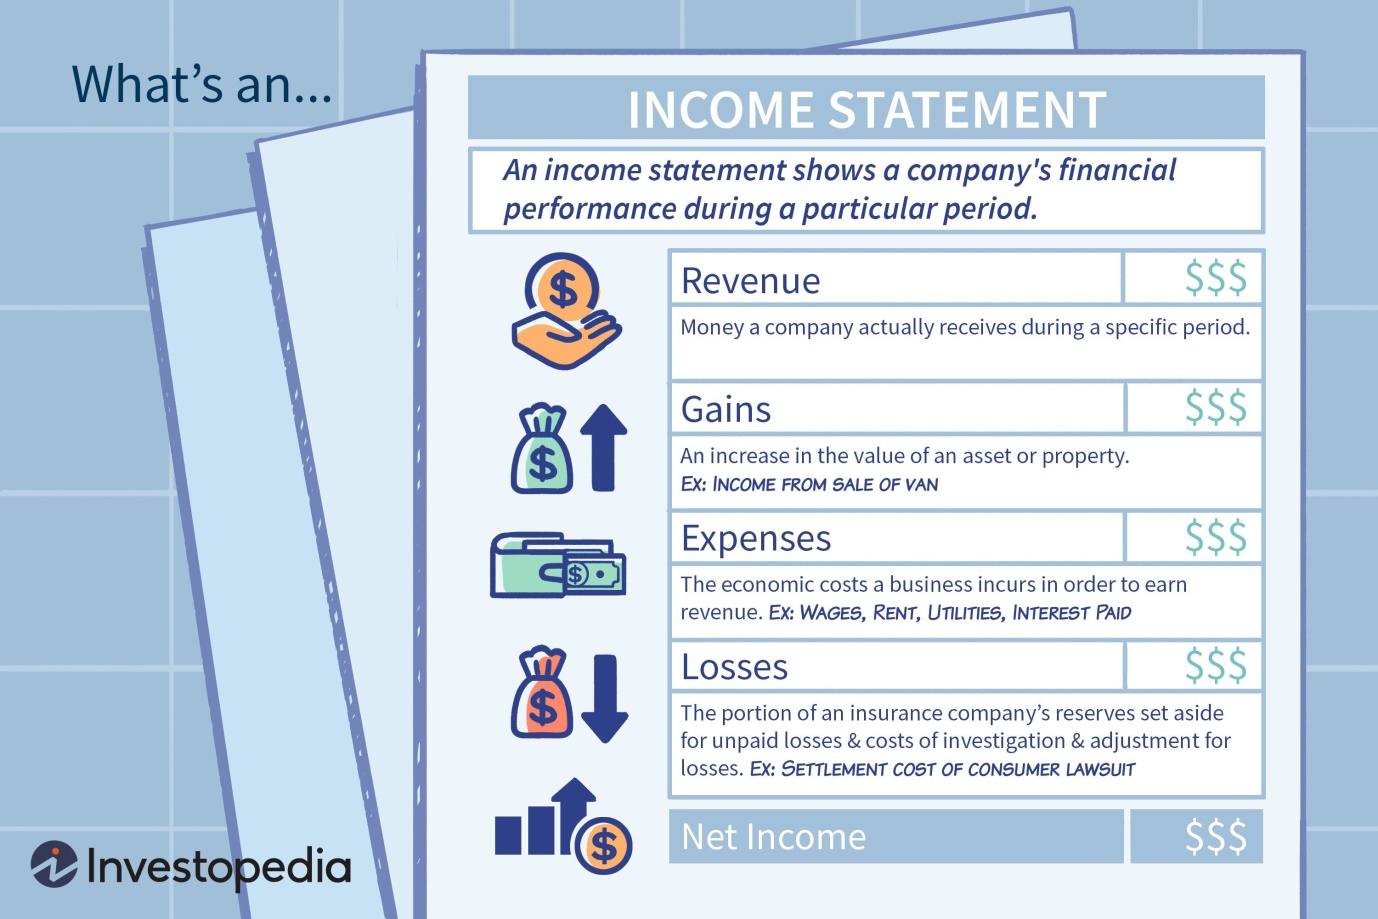 What's an...
INCOME STATEMENT
An income statement shows a company's financial
performance during a particular period.
Revenue $$$
Money a company actually receives during a specific period.
Gains $$$
An increase in the value of an asset or property.
Ex: Income from sale of van
Expenses $$$
The economic costs a business incurs in order to earn
revenue. Ex: Wages, Rent, Utilities, Interest Paid
Losses $$$
The portion of an insurance company’s reserves set aside
for unpaid losses & costs of investigation & adjustment for
losses. Ex: Settlement cost of consumer lawsuit
Net Income $$$
$
$
$
$
$
Investopedia